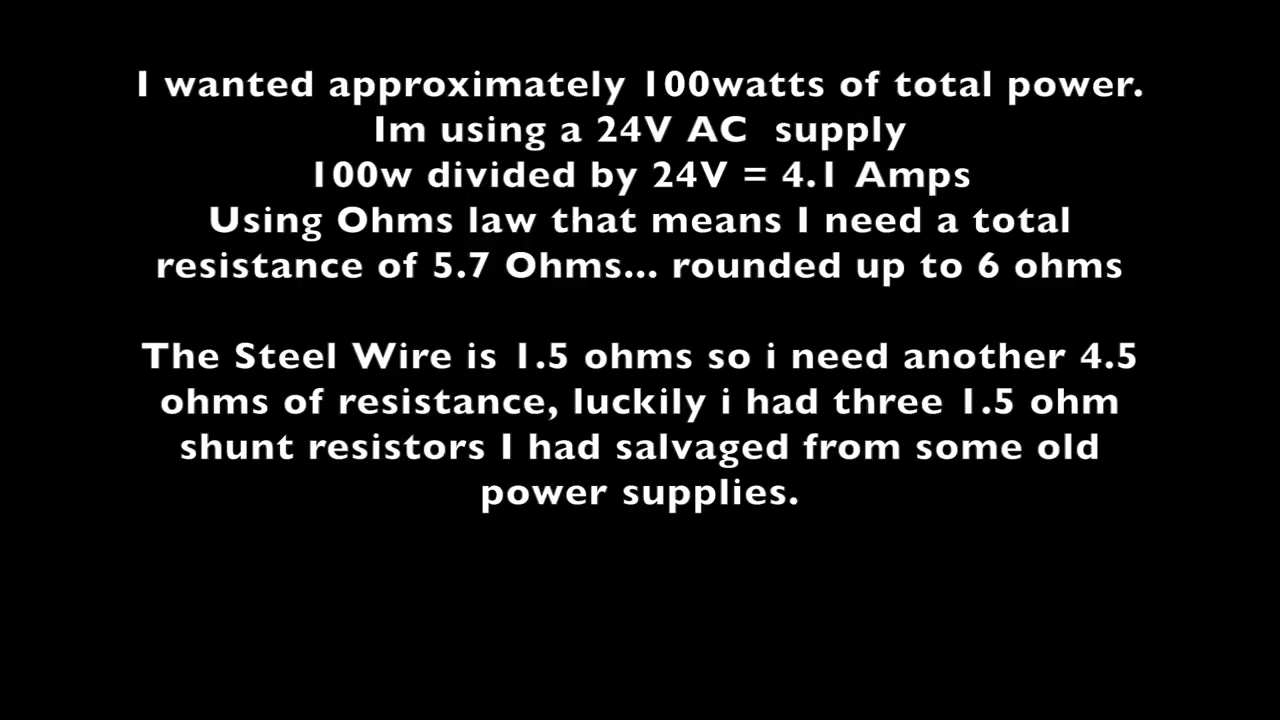 I wanted approximately 100watts of total power.
Im using a 24V AC supply
100w divided by 24V = 4.1 Amps
Using Ohms law that means I need a total
resistance of 5.7 Ohms... rounded up to 6 ohms
The Steel Wire is 1.5 ohms so i need another 4.5
ohms of resistance, luckily i had three 1.5 ohm
shunt resistors I had salvaged from some old
power supplies.